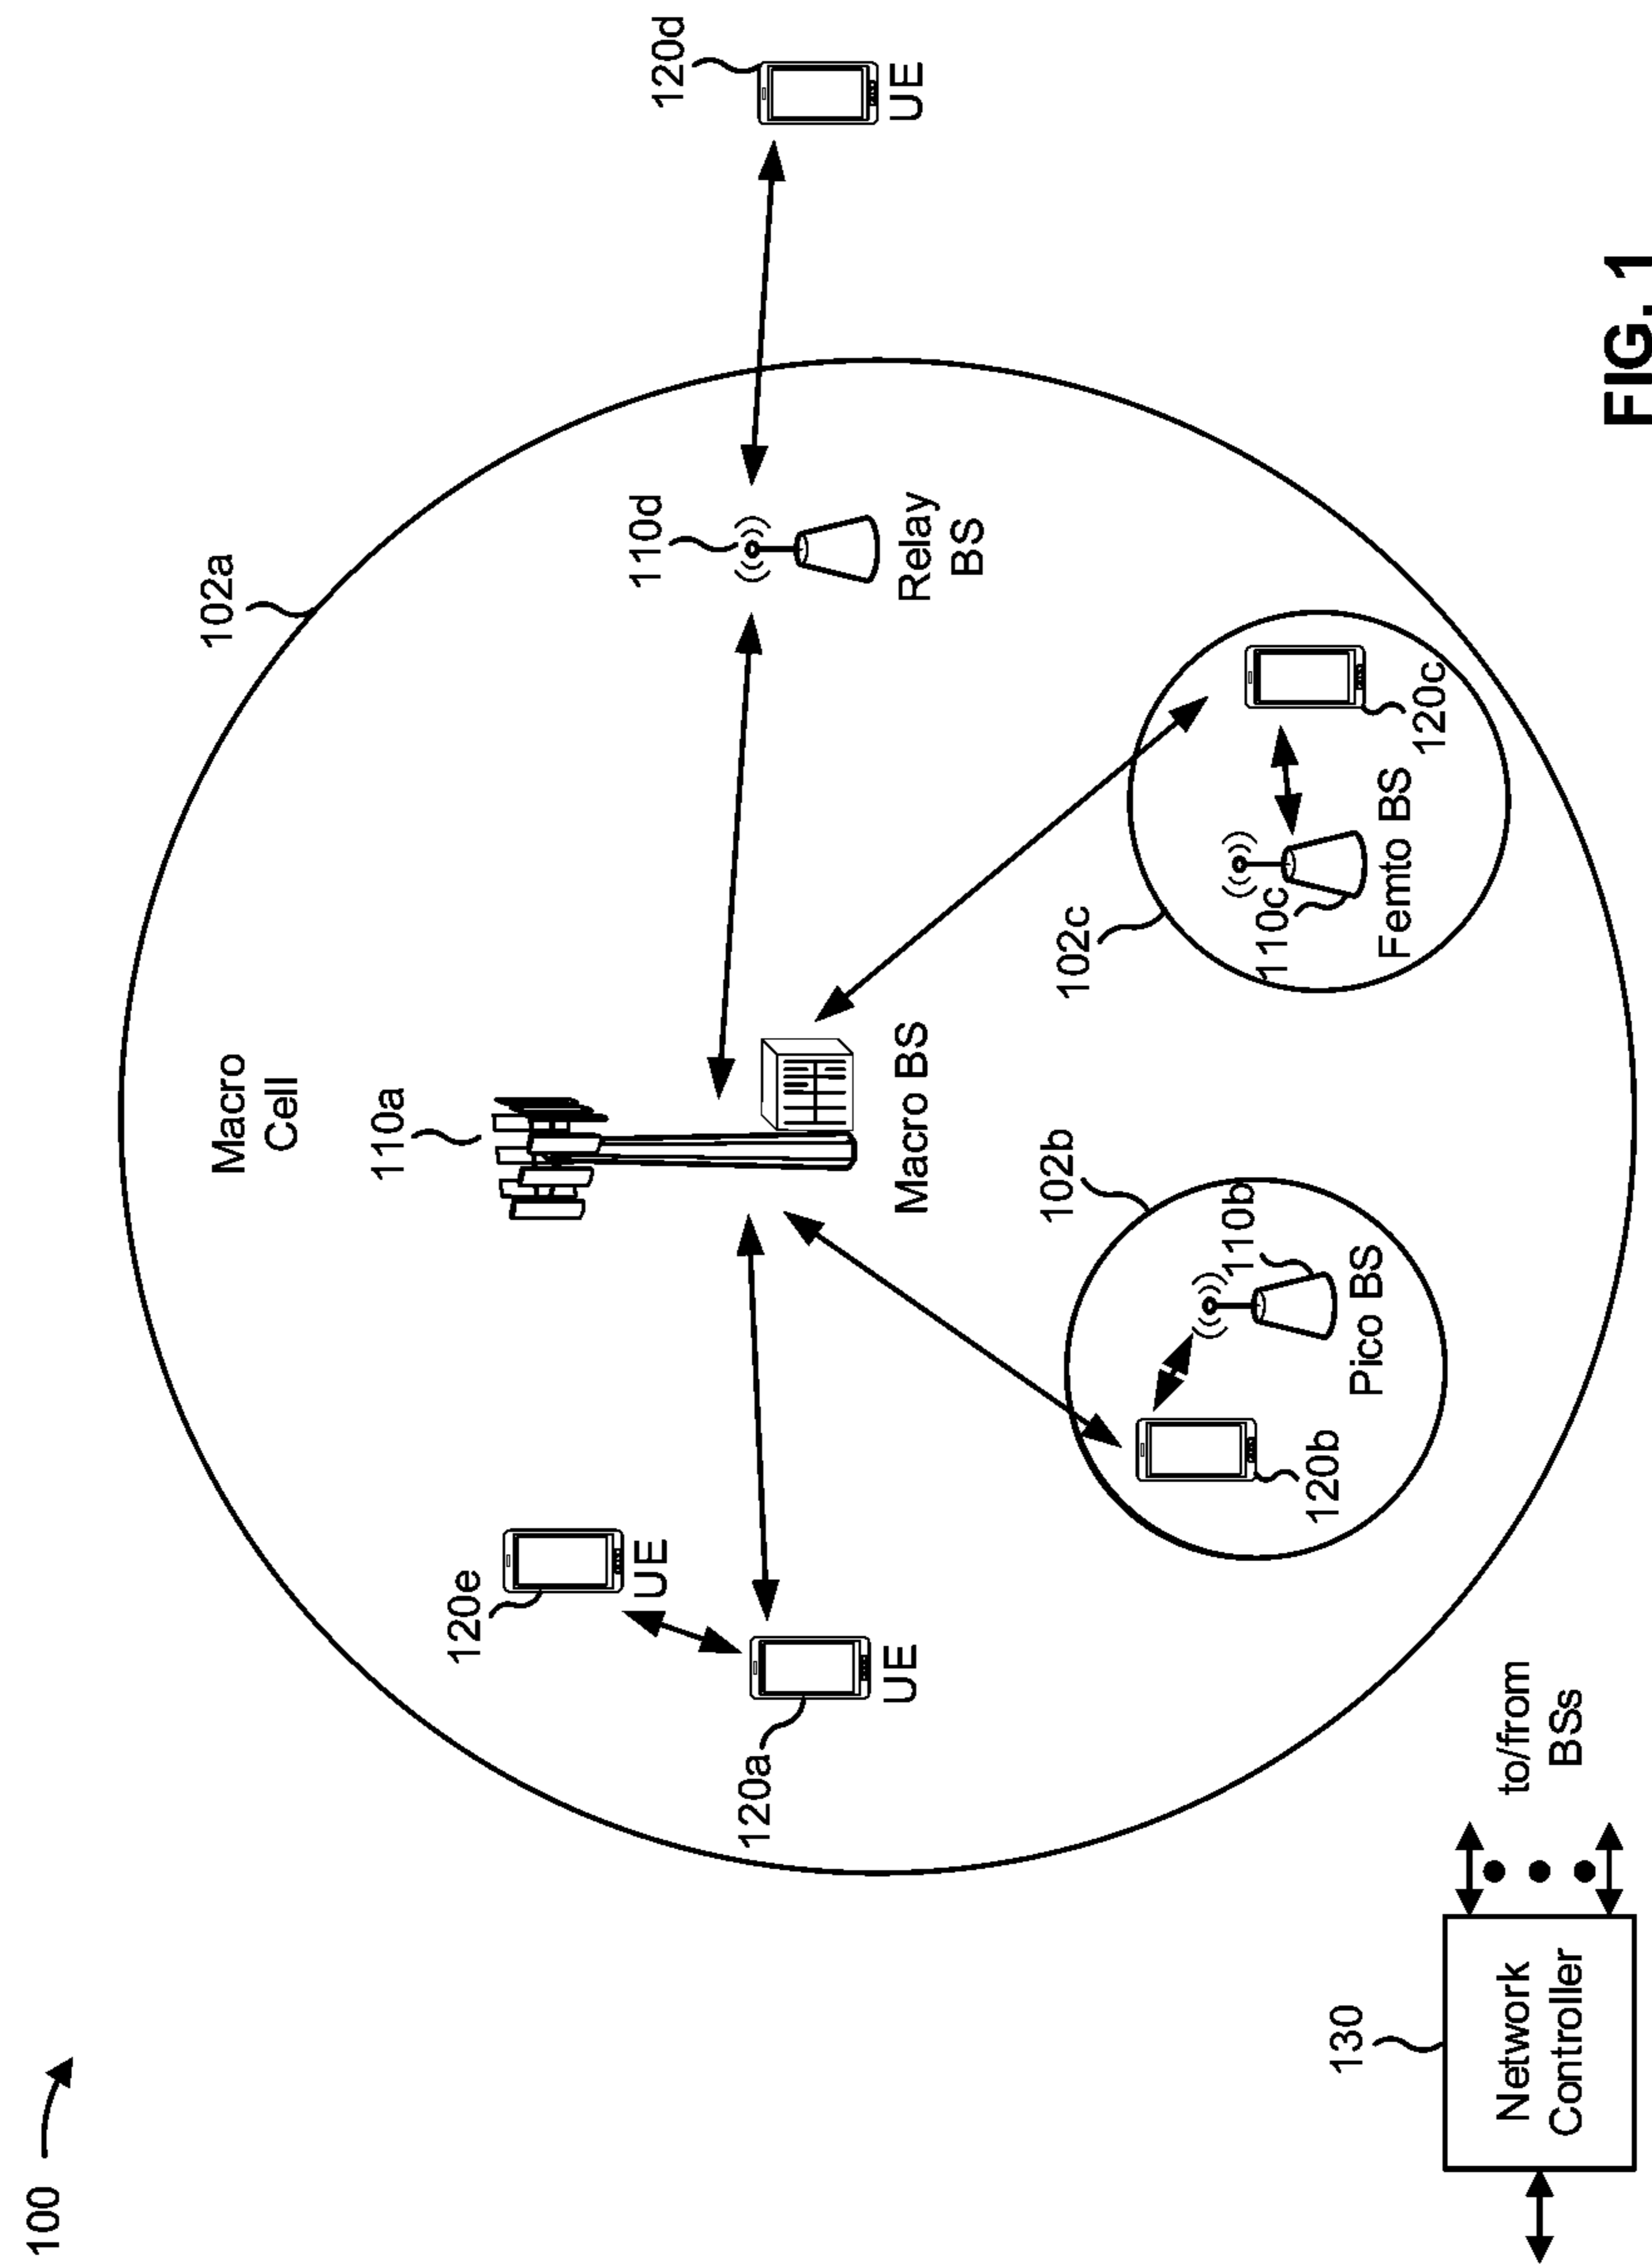 100
Macro
Cell
102a
110a
120e
UE
120a
UE
Macro BS
110d
Relay
BS
120d
UE
102b
110b
120b
Pico BS
102c
110c
120c
Femto BS
130
Network
Controller
to/from
BSs
FIG. 1